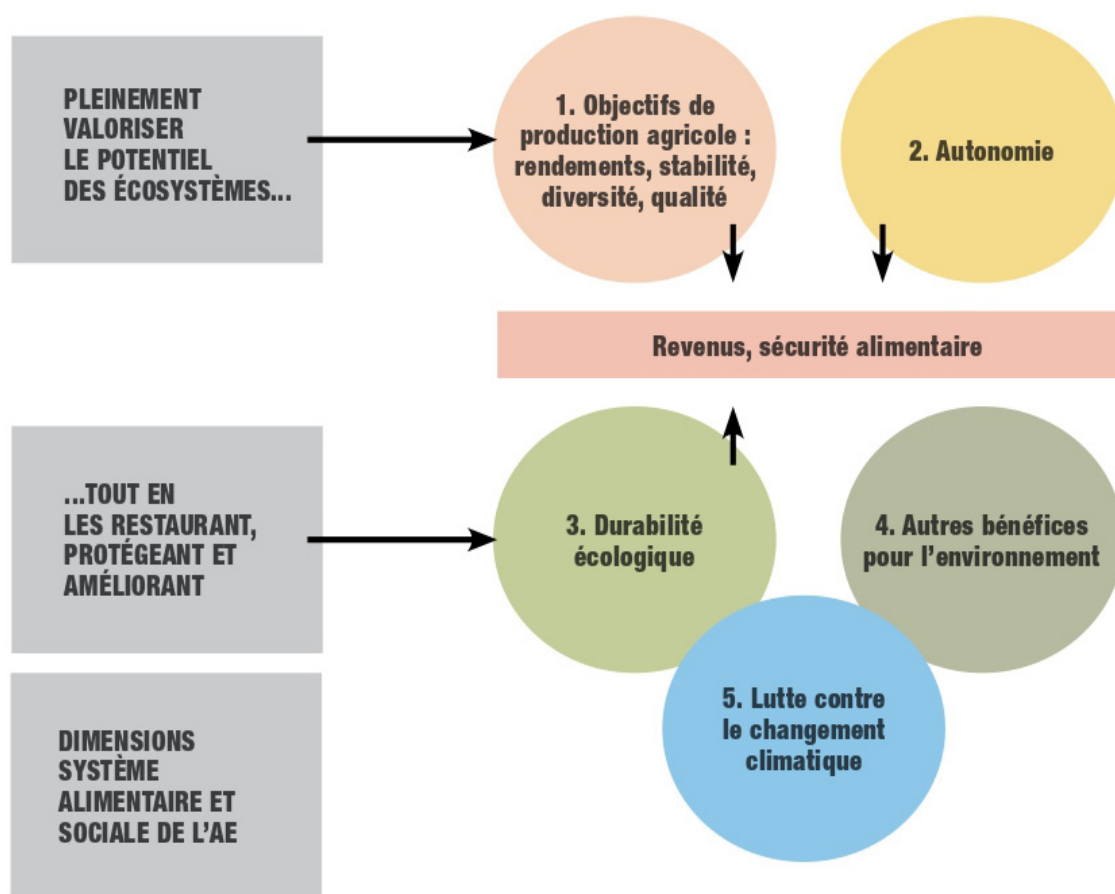 PLEINEMENT
VALORISER
LE POTENTIEL
DES ÉCOSYSTÈMES...
1. Objectifs de
production agricole :
rendements, stabilité,
diversité, qualité
2. Autonomie
Revenus, sécurité alimentaire
...TOUT EN
LES RESTAURANT,
PROTÉGEANT ET
AMÉLIORANT
3. Durabilité
écologique
4. Autres bénéfices
pour l'environnement
5. Lutte contre
le changement
climatique
DIMENSIONS
SYSTÈME
ALIMENTAIRE ET
SOCIALE DE L'AE